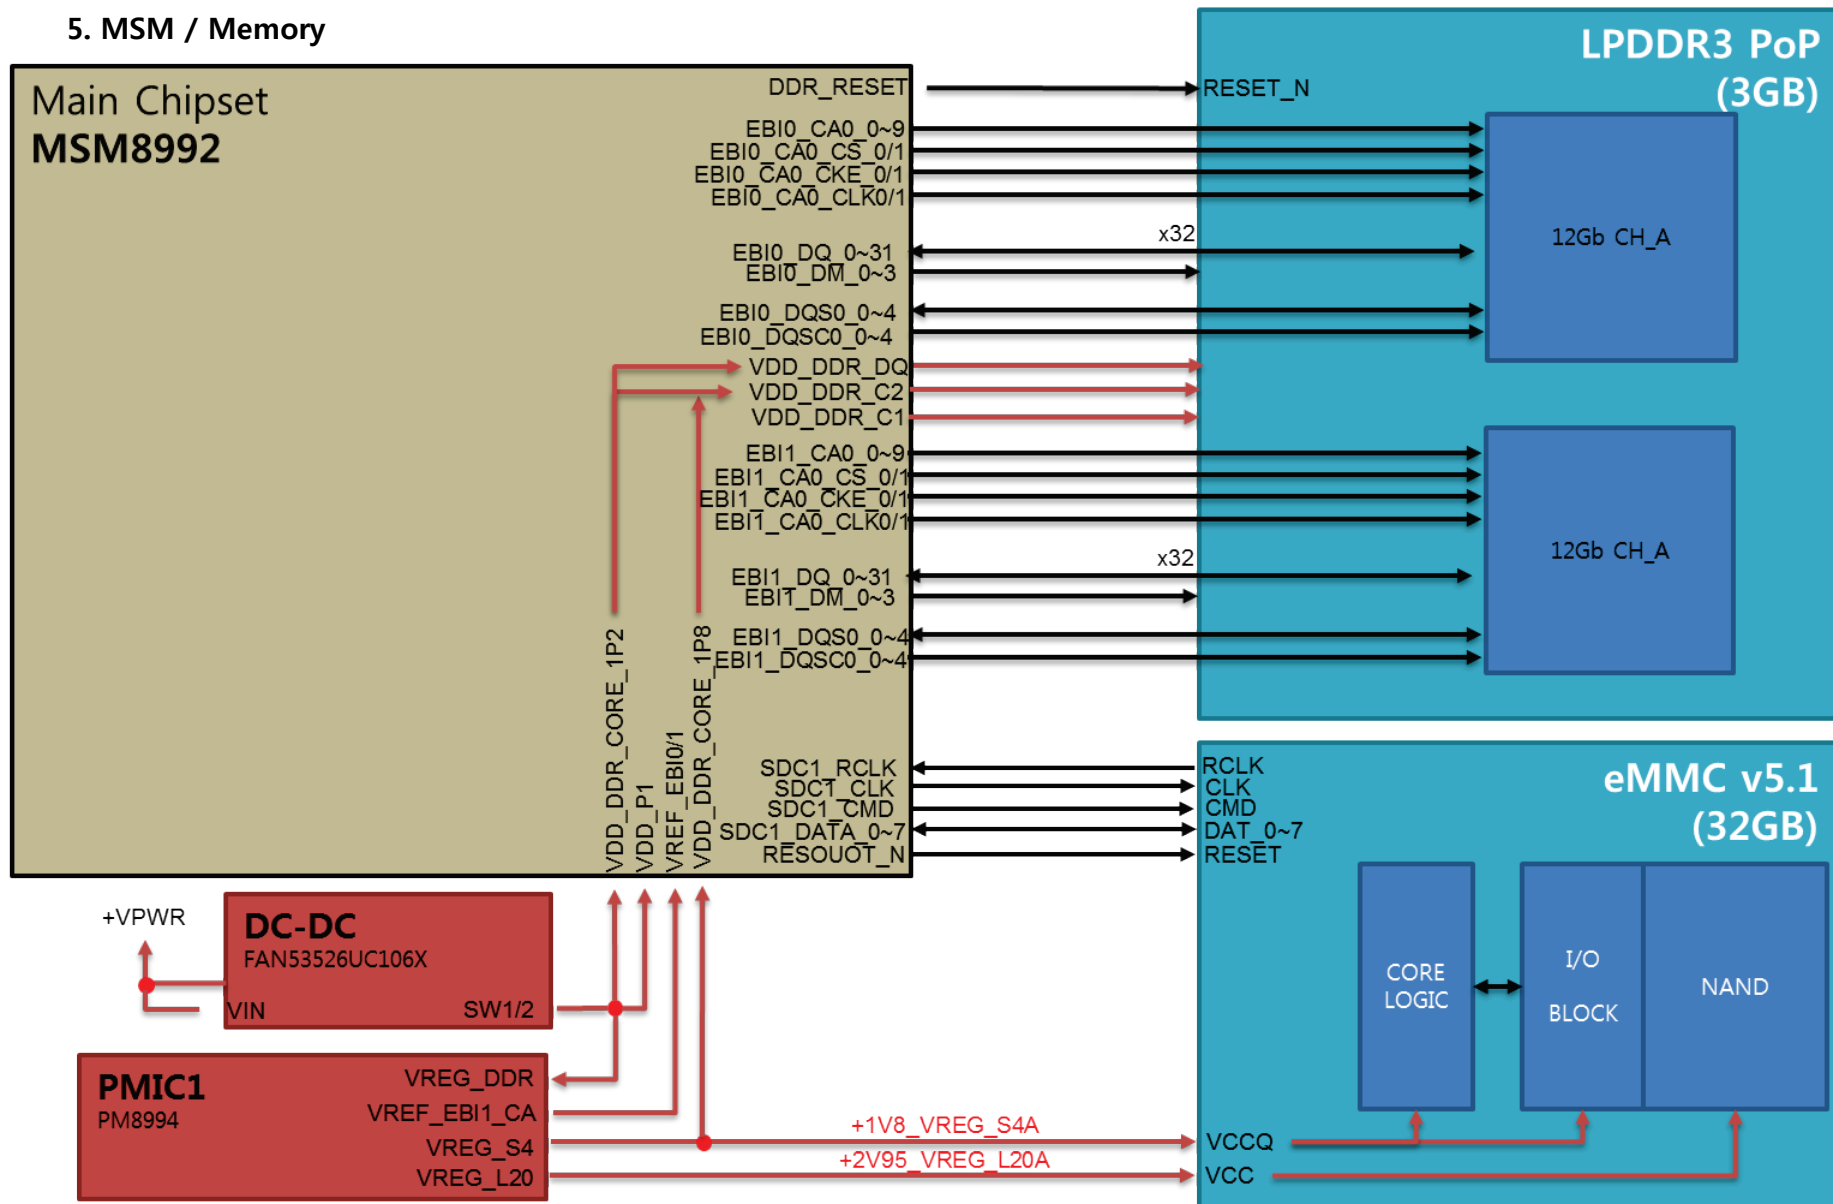 5. MSM / Memory
Main Chipset
MSM8992
DDR_RESET
EBI0_CA0_0~9
EBI0_CA0_CS_0/1
EBI0_CA0_CKE_0/1
EBI0_CA0_CLK0/1
EBI0_DQ_0~31
EBI0_DM_0~3
EBI0_DQS0_0~4
EBI0_DQSC0_0~4
VDD_DDR_DQ
VDD_DDR_C2
VDD_DDR_C1
EBI1_CA0_0~9
EBI1_CA0_CS_0/1
EBI1_CA0_CKE_0/1
EBI1_CA0_CLK0/1
EBI1_DQ_0~31
EBI1_DM_0~3
EBI1_DQS0_0~4
EBI1_DQSC0_0~4
VDD_DDR_CORE_1P2
VDD_P1
VREF_EBI0/1
VDD_DDR_CORE_1P8
SDC1_RCLK
SDC1_CLK
SDC1_CMD
SDC1_DATA_0~7
RESOUOT_N
x32
x32
LPDDR3 PoP
(3GB)
RESET_N
12Gb CH_A
12Gb CH_A
eMMC v5.1
(32GB)
RCLK
CLK
CMD
DAT_0~7
RESET
CORE
LOGIC
I/O
BLOCK
NAND
VCCQ
VCC
+VPWR
DC-DC
FAN53526UC106X
VIN
SW1/2
PMIC1
PM8994
VREG_DDR
VREF_EBI1_CA
VREG_S4
VREG_L20
+1V8_VREG_S4A
+2V95_VREG_L20A